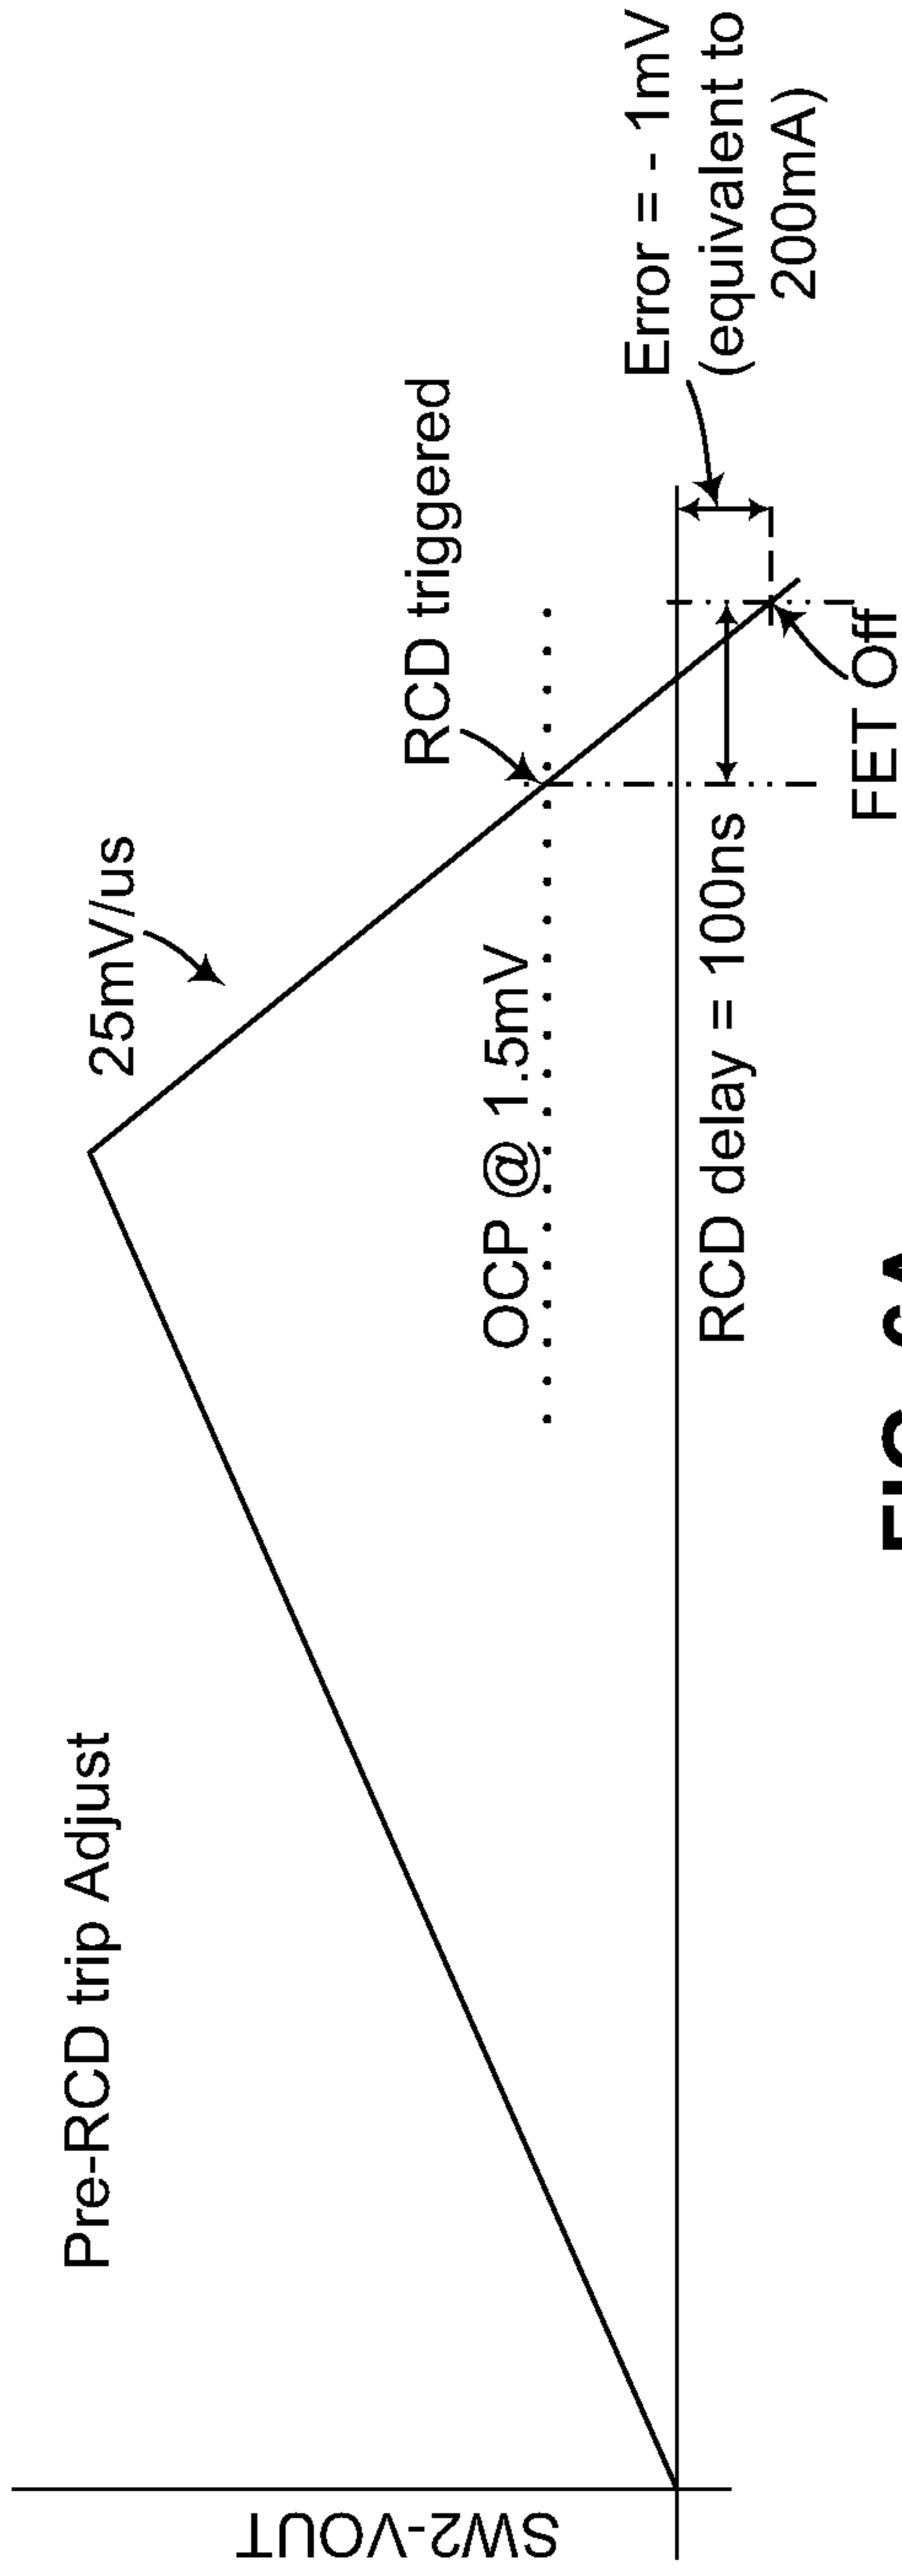 Pre-RCD trip Adjust
25mV/us
RCD triggered
OCP @ 1.5mV
Error = - 1mV
(equivalent to
200mA)
RCD delay = 100ns
FET Off
SW2-VOUT